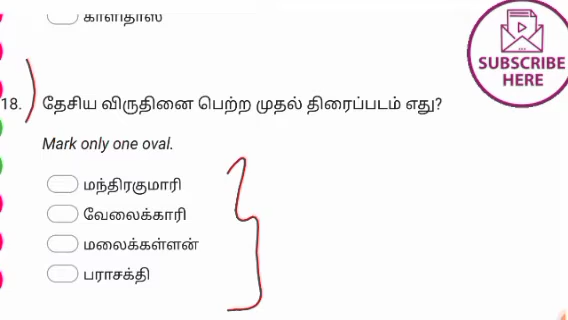 காளிதாஸ்
SUBSCRIBE
HERE
18. தேசிய விருதினை பெற்ற முதல் திரைப்படம் எது?
Mark only one oval.
மந்திரகுமாரி
வேலைக்காரி
மலைக்கள்ளன்
பராசக்தி